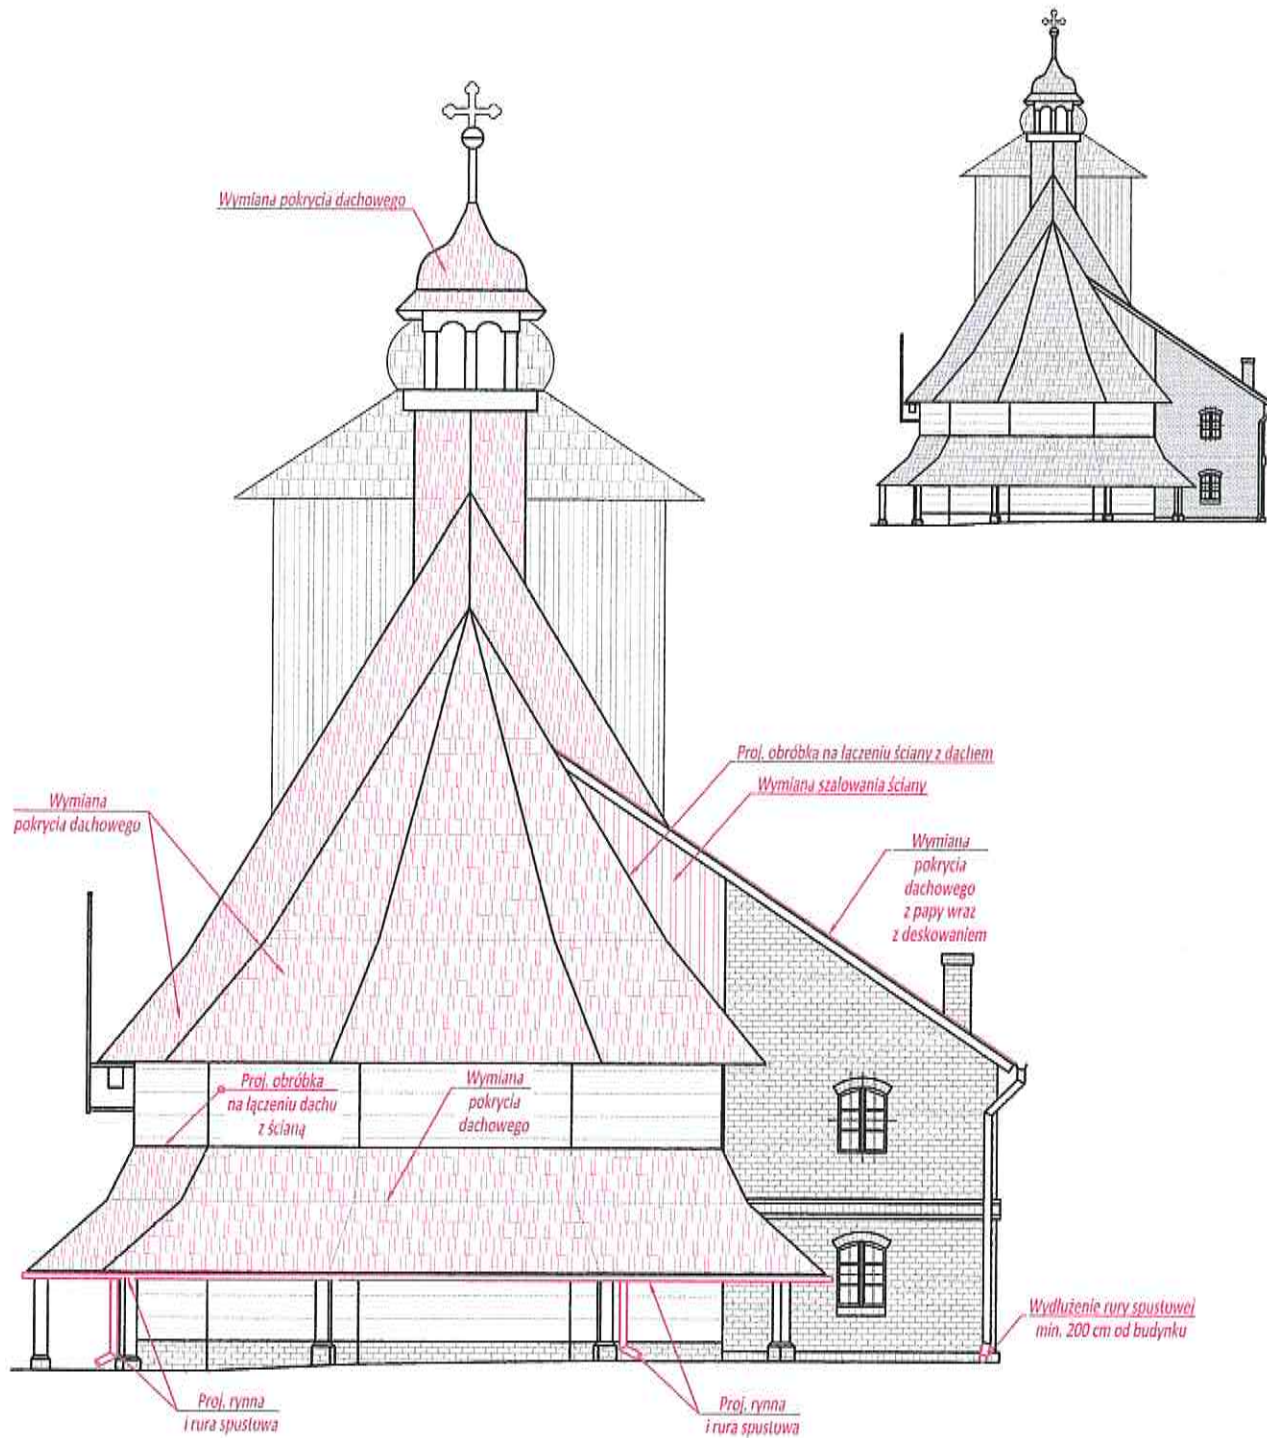 Wymiana pokrycia dachowego
Proj. obróbka na łączeniu ściany z dachem
Wymiana szalowania ściany
Wymiana
pokrycia dachowego
Wymiana
pokrycia
dachowego
z papy wraz
z deskowaniem
Proj. obróbka
na łączeniu dachu
z ścianą
Wymiana
pokrycia
dachowego
Wydłużenie rury spustowej
min. 200 cm od budynku
Proj. rynna
i rura spustowa
Proj. rynna
i rura spustowa